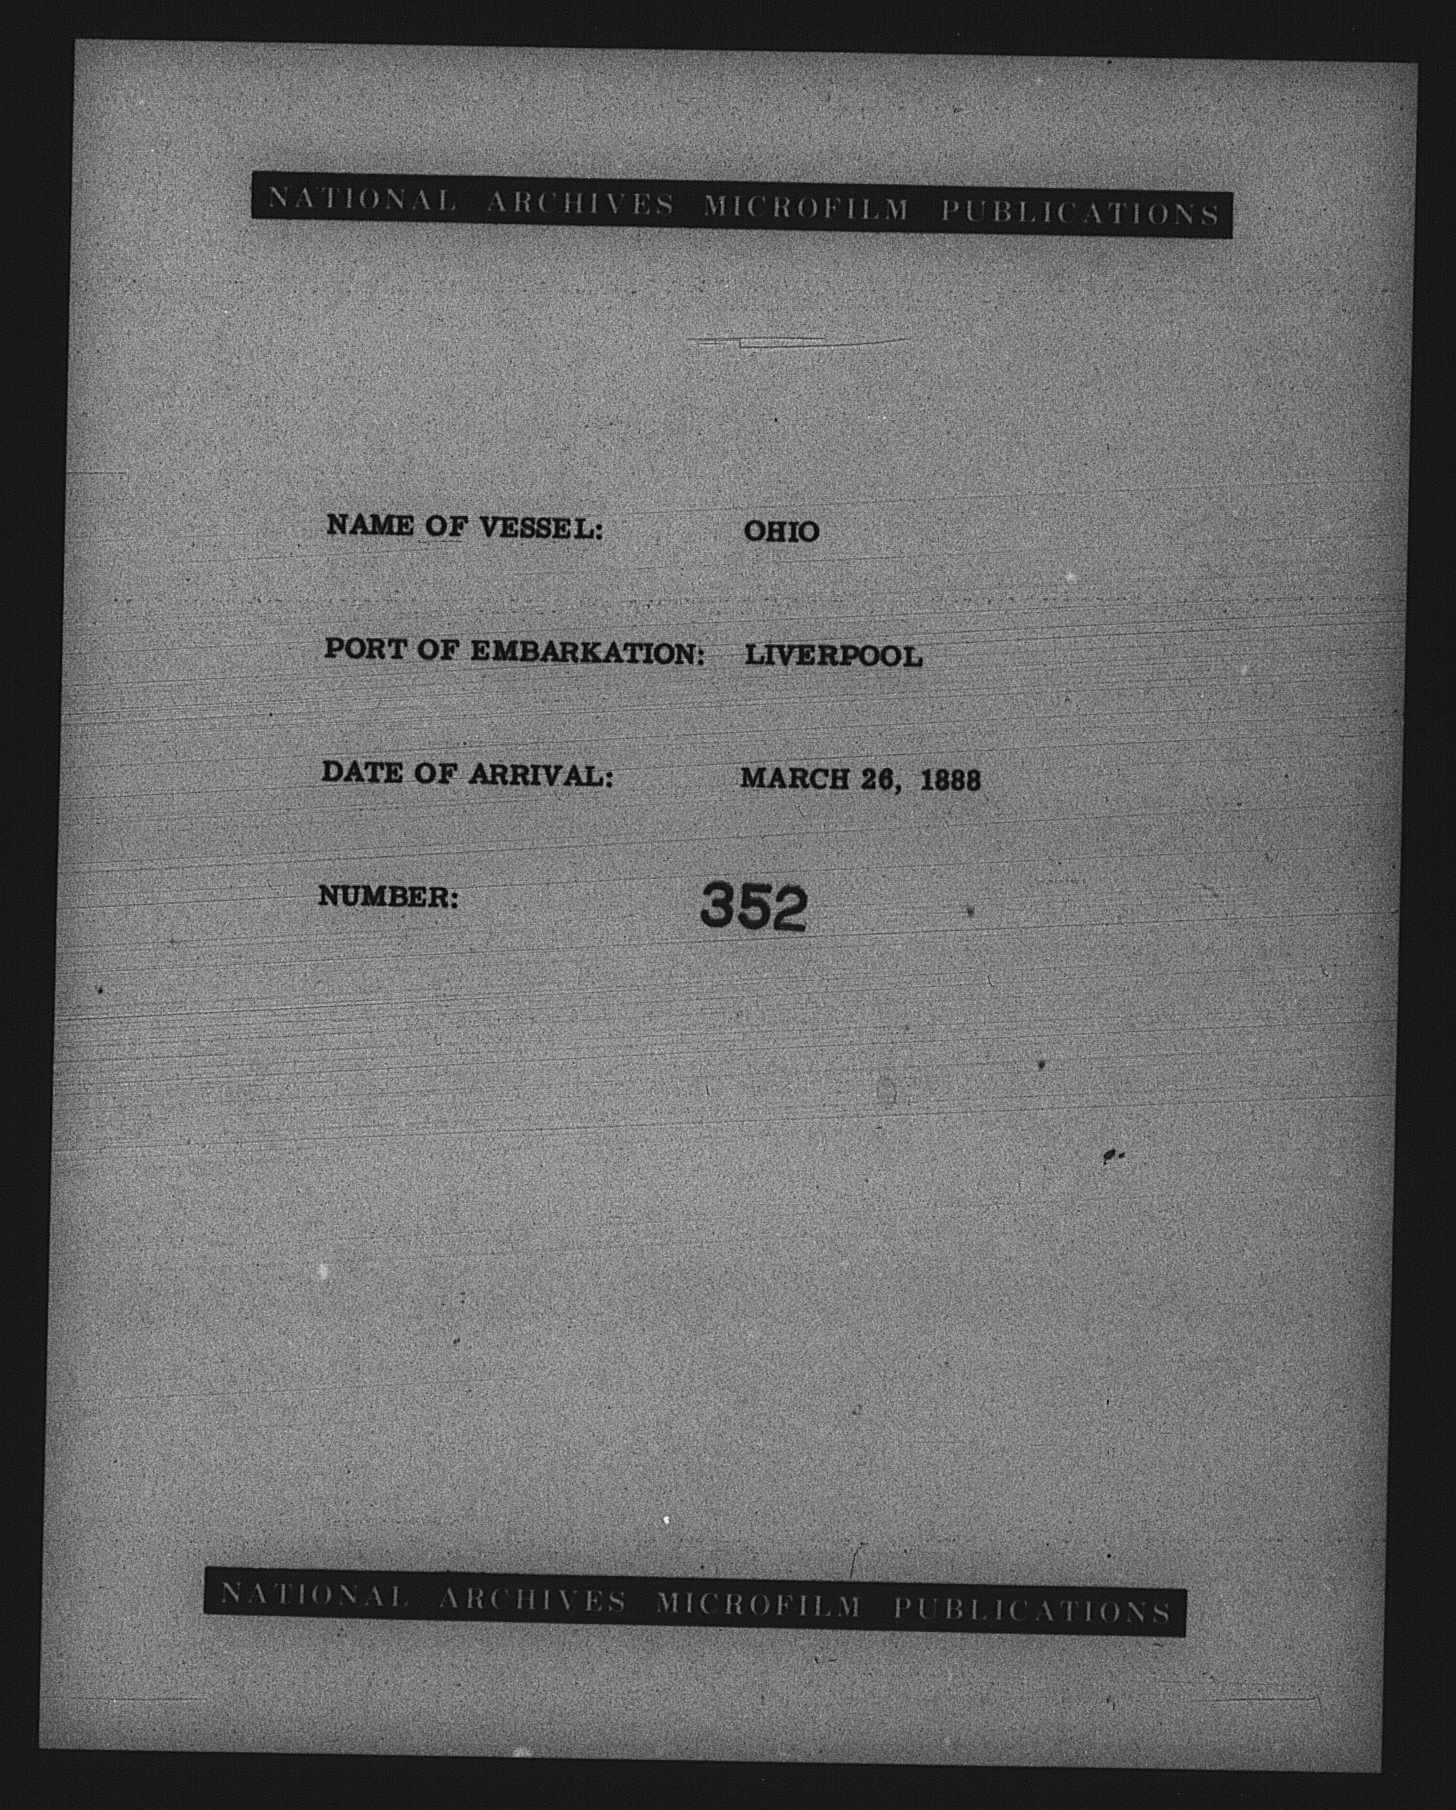 NATIONAL ARCHIVES MICROFILM PUBLICATIONS
NAME OF VESSEL: OHIO
PORT OF EMBARKATION: LIVERPOOL
DATE OF ARRIVAL: MARCH 26, 1888
NUMBER: 352
NATIONAL ARCHIVES MICROFILM PUBLICATIONS